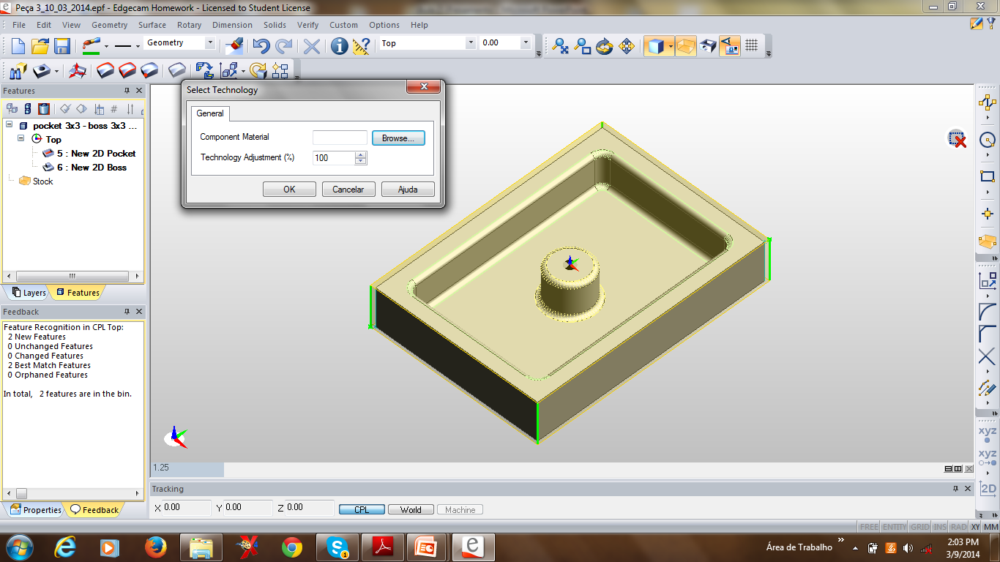 Peça 3_10_03_2014.epf - Edgecam Homework - Licensed to Student License
File Edit View Geometry Surface Rotary Dimension Solids Verify Custom Options Help
Geometry Top 0.00
Features
Select Technology
General
Component Material Browse...
Technology Adjustment (%) 100
OK Cancelar Ajuda
pocket 3x3 - boss 3x3 ...
Top
5 : New 2D Pocket
6 : New 2D Boss
Stock
Layers Features
Feedback
Feature Recognition in CPL Top:
2 New Features
0 Unchanged Features
0 Changed Features
2 Best Match Features
0 Orphaned Features
In total, 2 features are in the bin.
xyz
xyz
2D
1.25
Tracking
X 0.00 Y 0.00 Z 0.00 CPL World Machine
Properties Feedback
FREE ENTITY GRID INS RAD XY MM
Área de Trabalho
2:03 PM
3/9/2014